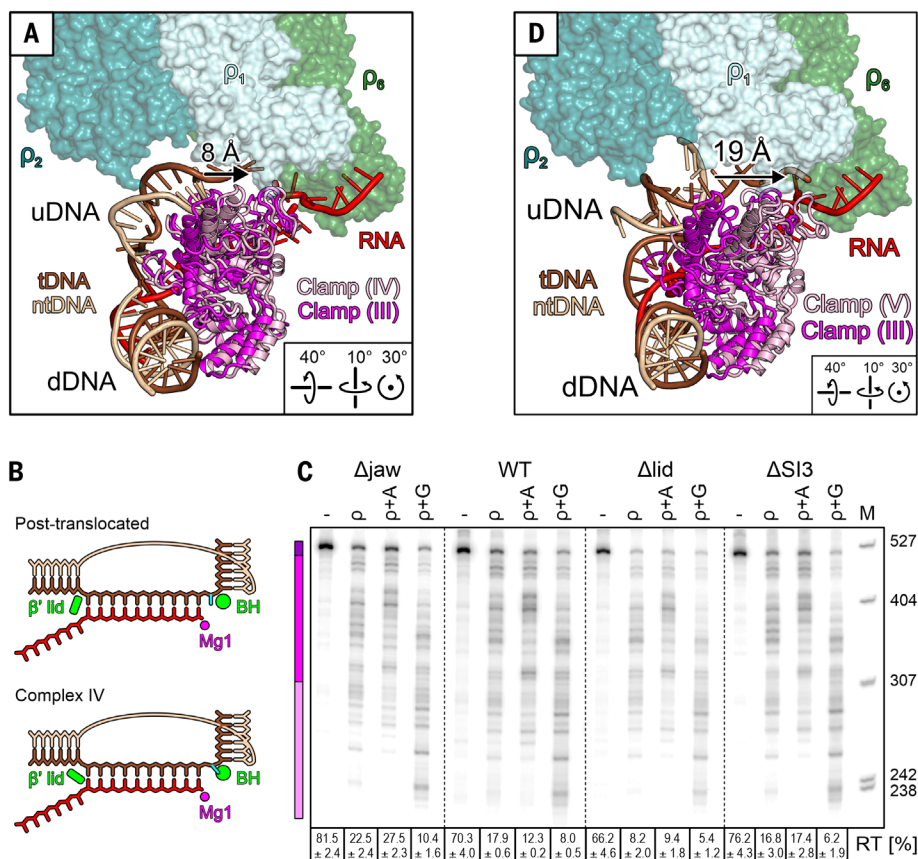 A
ρ1
ρ6
ρ2
8 Å
uDNA
RNA
tDNA
ntDNA
Clamp (IV)
Clamp (III)
dDNA
40° 10° 30°
D
ρ1
ρ6
ρ2
19 Å
uDNA
RNA
tDNA
ntDNA
Clamp (V)
Clamp (III)
dDNA
40° 10° 30°
B
Post-translocated
β' lid
BH
Mg1
Complex IV
β' lid
BH
Mg1
C
Δjaw WT Δlid ΔSI3
- ρ ρ+A ρ+G - ρ ρ+A ρ+G - ρ ρ+A ρ+G - ρ ρ+A ρ+G M
527
404
307
242
238
81.5 22.5 27.5 10.4 70.3 17.9 12.3 8.0 66.2 8.2 9.4 5.4 76.2 16.8 17.4 6.2 RT [%]
± 2.4 ± 2.4 ± 2.3 ± 1.6 ± 4.0 ± 0.6 ± 0.2 ± 0.5 ± 4.6 ± 2.0 ± 1.8 ± 1.2 ± 4.3 ± 3.0 ± 2.8 ± 1.9